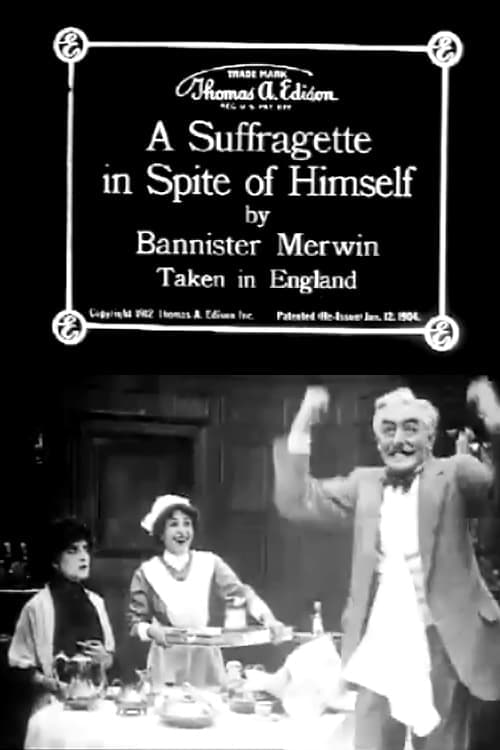 TRADE MARK
Thomas A. Edison
REG. U.S. PAT. OFF.
A Suffragette
in Spite of Himself
by
Bannister Merwin
Taken in England
Copyright 1912 Thomas A. Edison Inc. Patented (Re-Issue) Jan. 12, 1904.
E
E
E
E